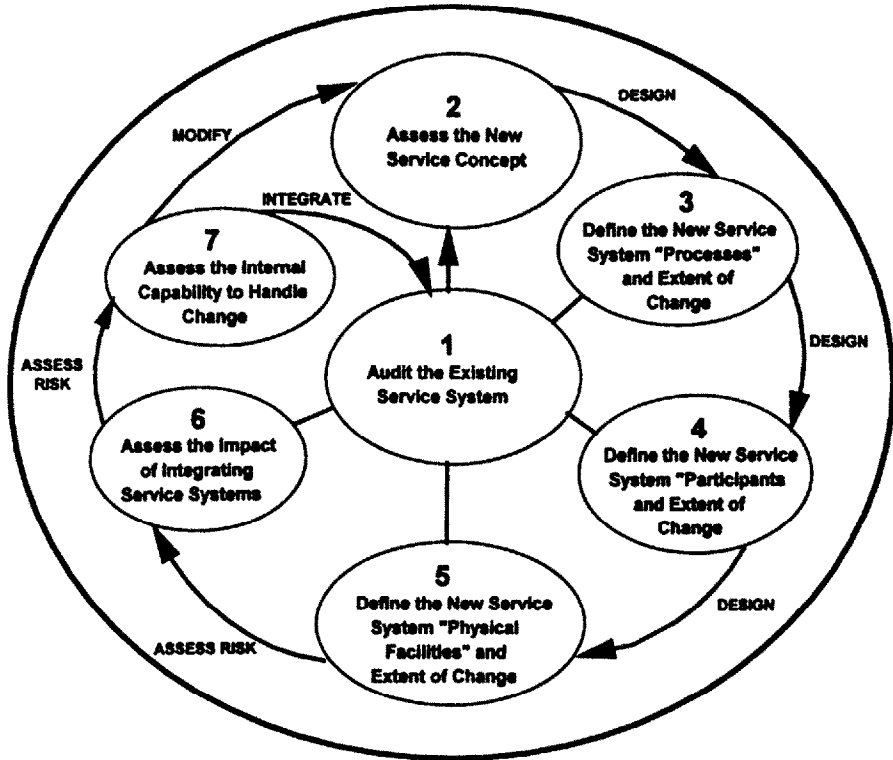 2
Assess the New
Service Concept
DESIGN
MODIFY
INTEGRATE
3
Define the New Service
System "Processes"
and Extent of
Change
7
Assess the Internal
Capability to Handle
Change
1
Audit the Existing
Service System
DESIGN
ASSESS
RISK
6
Assess the Impact
of Integrating
Service Systems
4
Define the New Service
System "Participants
and Extent of
Change
5
Define the New Service
System "Physical
Facilities" and
Extent of Change
DESIGN
ASSESS RISK